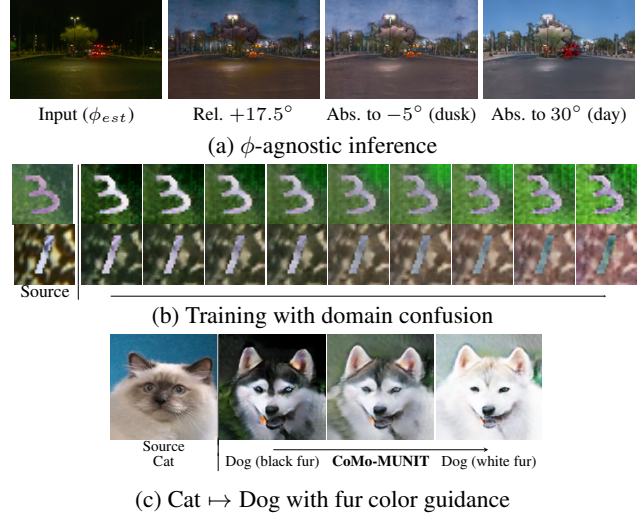 Input (ϕest) Rel. +17.5° Abs. to −5° (dusk) Abs. to 30° (day)
(a) ϕ-agnostic inference
Source
(b) Training with domain confusion
Source
Cat Dog (black fur) CoMo-MUNIT Dog (white fur)
(c) Cat ↦ Dog with fur color guidance